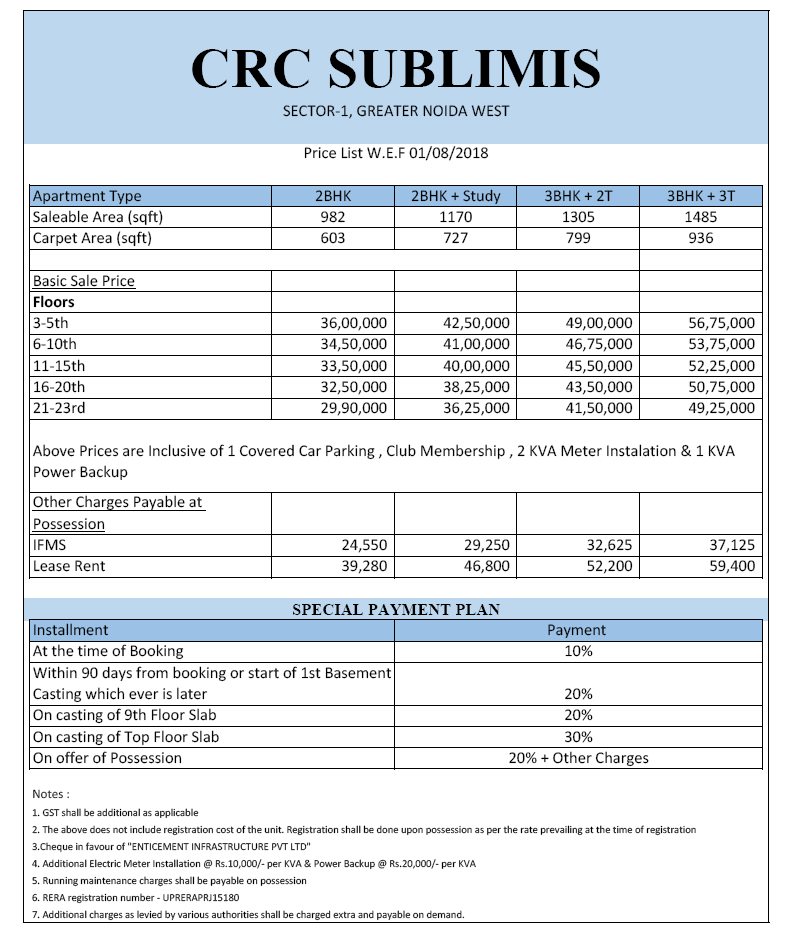 CRC SUBLIMIS
SECTOR-1, GREATER NOIDA WEST
Price List W.E.F 01/08/2018
Apartment Type 2BHK 2BHK + Study 3BHK + 2T 3BHK + 3T
Saleable Area (sqft) 982 1170 1305 1485
Carpet Area (sqft) 603 727 799 936
Basic Sale Price
Floors
3-5th 36,00,000 42,50,000 49,00,000 56,75,000
6-10th 34,50,000 41,00,000 46,75,000 53,75,000
11-15th 33,50,000 40,00,000 45,50,000 52,25,000
16-20th 32,50,000 38,25,000 43,50,000 50,75,000
21-23rd 29,90,000 36,25,000 41,50,000 49,25,000
Above Prices are Inclusive of 1 Covered Car Parking , Club Membership , 2 KVA Meter Instalation & 1 KVA
Power Backup
Other Charges Payable at
Possession
IFMS 24,550 29,250 32,625 37,125
Lease Rent 39,280 46,800 52,200 59,400
SPECIAL PAYMENT PLAN
Installment Payment
At the time of Booking 10%
Within 90 days from booking or start of 1st Basement
Casting which ever is later 20%
On casting of 9th Floor Slab 20%
On casting of Top Floor Slab 30%
On offer of Possession 20% + Other Charges
Notes :
1. GST shall be additional as applicable
2. The above does not include registration cost of the unit. Registration shall be done upon possession as per the rate prevailing at the time of registration
3.Cheque in favour of "ENTICEMENT INFRASTRUCTURE PVT LTD"
4. Additional Electric Meter Installation @ Rs.10,000/- per KVA & Power Backup @ Rs.20,000/- per KVA
5. Running maintenance charges shall be payable on possession
6. RERA registration number - UPRERAPRJ15180
7. Additional charges as levied by various authorities shall be charged extra and payable on demand.